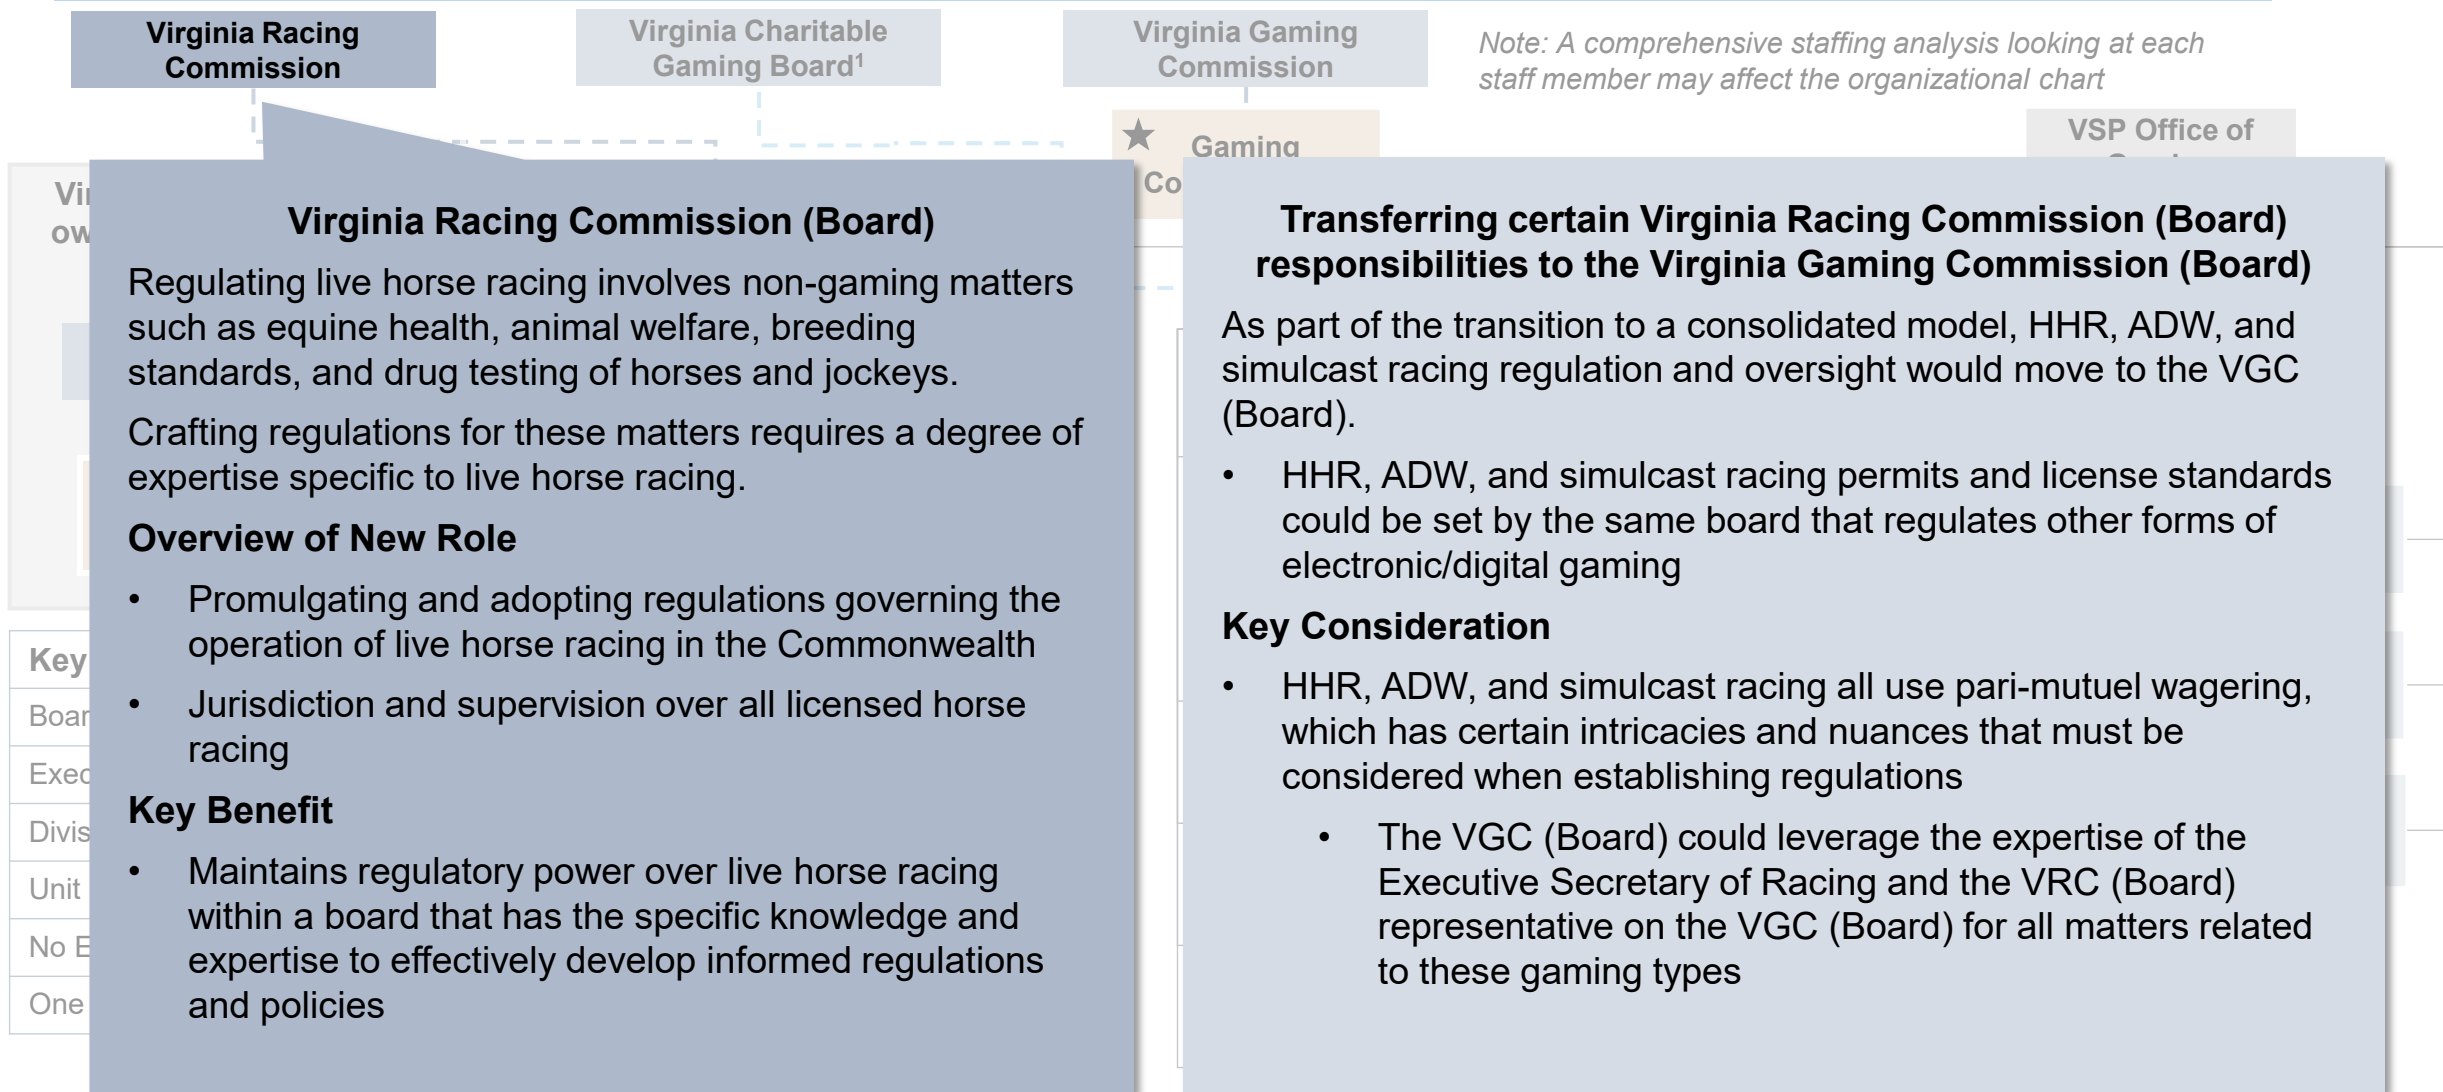 Virginia Racing
Commission
Virginia Charitable
Gaming Board¹
Virginia Gaming
Commission
Note: A comprehensive staffing analysis looking at each
staff member may affect the organizational chart
Gaming
VSP Office of
Virginia Racing Commission (Board)
Regulating live horse racing involves non-gaming matters
such as equine health, animal welfare, breeding
standards, and drug testing of horses and jockeys.
Crafting regulations for these matters requires a degree of
expertise specific to live horse racing.
Overview of New Role
• Promulgating and adopting regulations governing the
operation of live horse racing in the Commonwealth
• Jurisdiction and supervision over all licensed horse
racing
Key Benefit
• Maintains regulatory power over live horse racing
within a board that has the specific knowledge and
expertise to effectively develop informed regulations
and policies
Transferring certain Virginia Racing Commission (Board)
responsibilities to the Virginia Gaming Commission (Board)
As part of the transition to a consolidated model, HHR, ADW, and
simulcast racing regulation and oversight would move to the VGC
(Board).
• HHR, ADW, and simulcast racing permits and license standards
could be set by the same board that regulates other forms of
electronic/digital gaming
Key Consideration
• HHR, ADW, and simulcast racing all use pari-mutuel wagering,
which has certain intricacies and nuances that must be
considered when establishing regulations
• The VGC (Board) could leverage the expertise of the
Executive Secretary of Racing and the VRC (Board)
representative on the VGC (Board) for all matters related
to these gaming types
Key
Unit
No
One